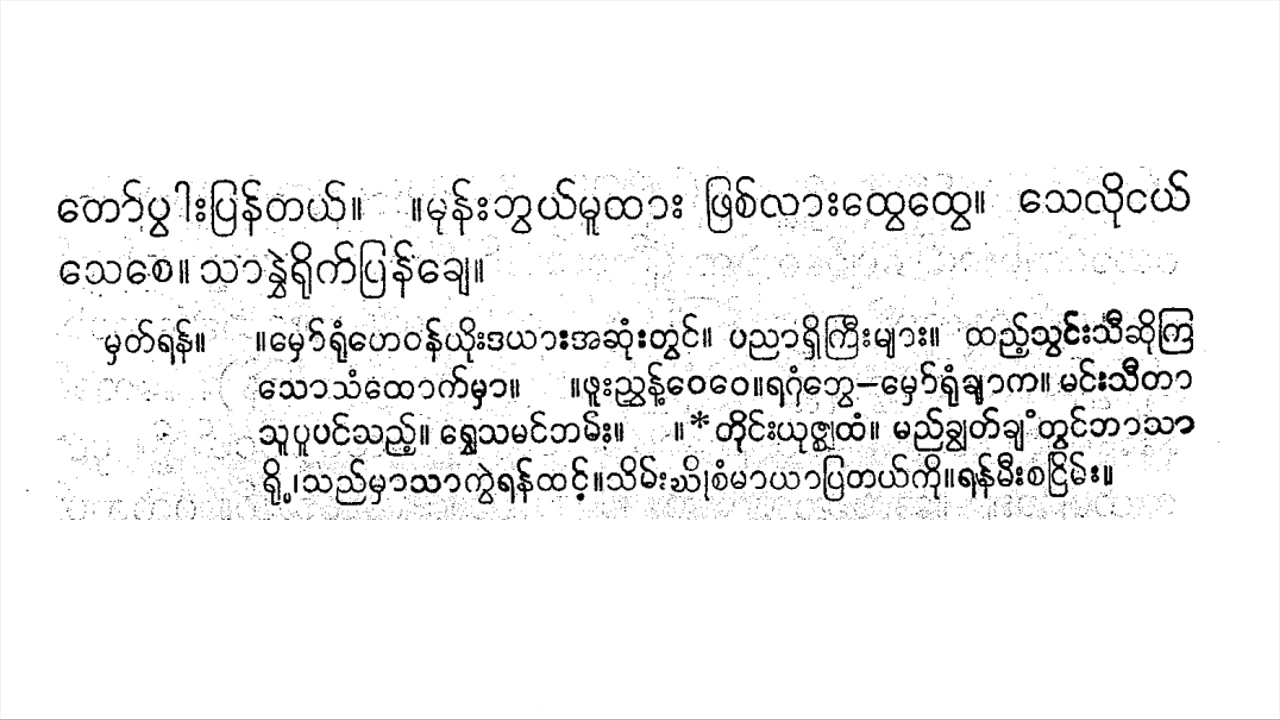 တော်ပွဲါးပြန်တယ်။ ။မုန်းဘွယ်မူထား ဖြစ်လားထွေထွေ။ သေလိုငယ်
သေစေ။ သာနွှဲရိုက်ပြန်ချေ။
မှတ်ရန်။ ။မှော်ရုံဟေဝန်ယိုးဒယားအဆုံးတွင်။ ပညာရှိကြီးများ။ ထည့်သွင်းသီဆိုကြ
သောသံထောက်မှာ။ ။ဖူးညွှန့်ဝေဝေ။ရဂုံဘွေ–မှော်ရုံချာက။ မင်းသီတာ
သူပူပင်သည့်။ ရွှေသမင်ဘမ်း။ ။*တိုင်းယုဇ္ဈထံ။ မည်ချွတ်ချံတွင်ဘာသာ
ရှို့၊သည်မှာသာကွဲရန်ထင့်။သိမ်းဃ်ျိုစံမာယာပြတယ်ကို။ရန်မီးစငြိမ်း။